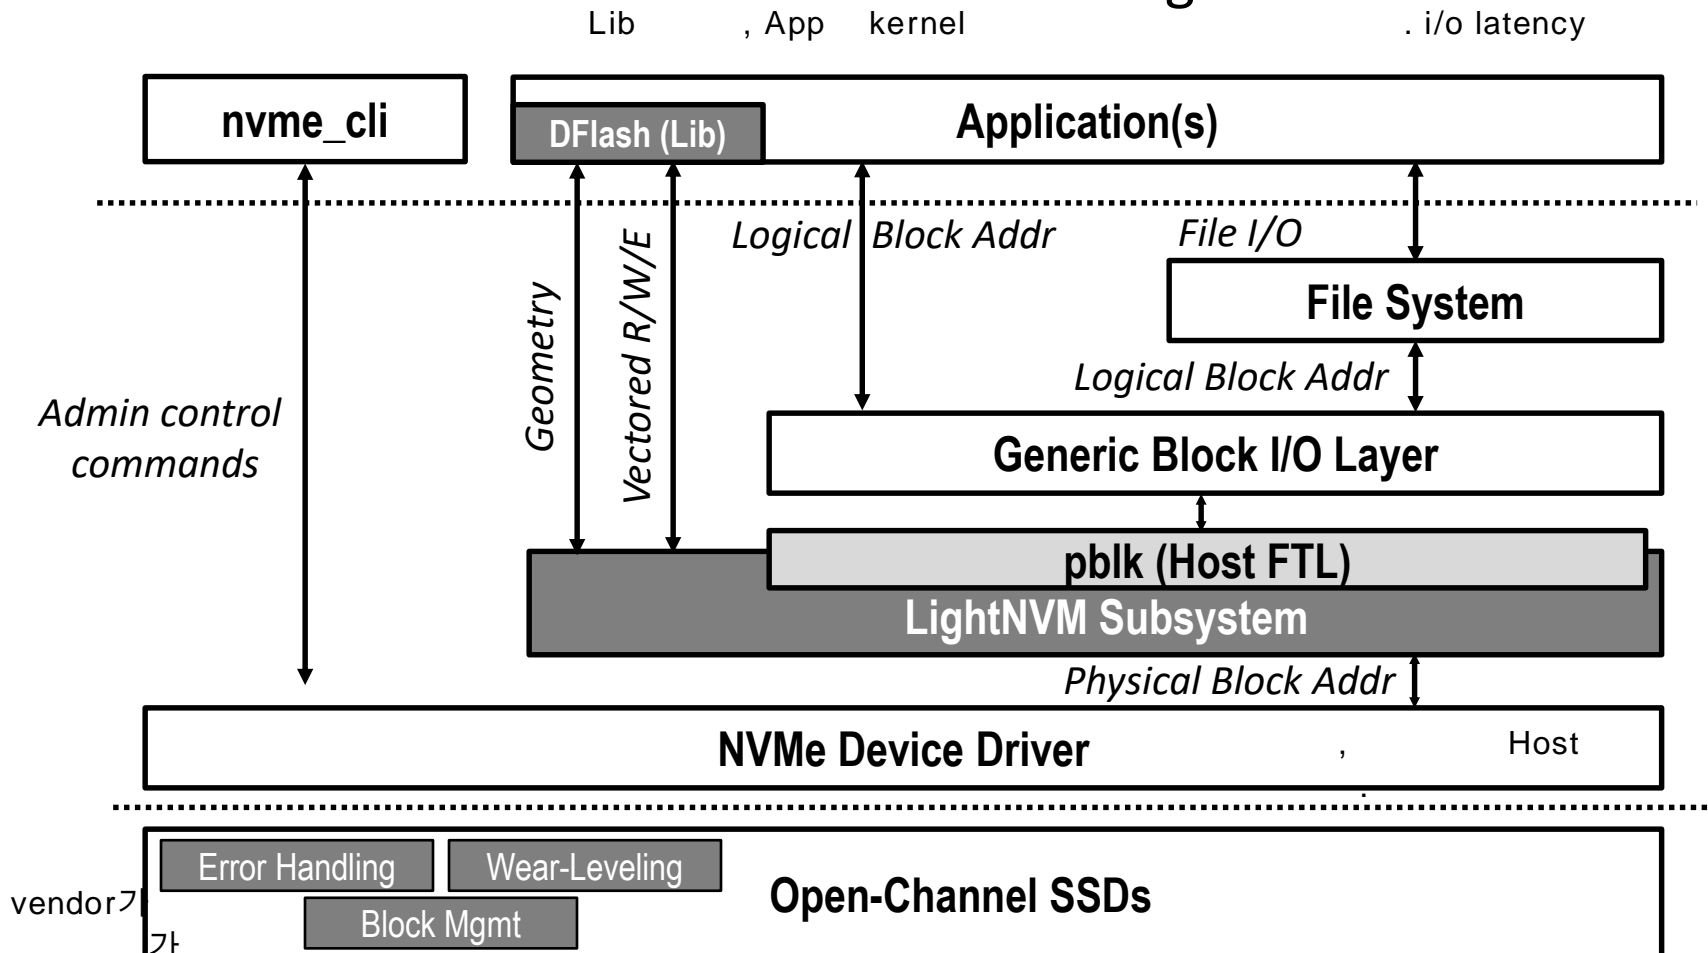 g
Lib , App kernel . i/o latency
nvme_cli
DFlash (Lib)
Application(s)
Logical Block Addr
File I/O
Geometry
Vectored R/W/E
File System
Logical Block Addr
Admin control
commands
Generic Block I/O Layer
pblk (Host FTL)
LightNVM Subsystem
Physical Block Addr
NVMe Device Driver
, Host
.
Error Handling
Wear-Leveling
Open-Channel SSDs
vendor가
Block Mgmt
가